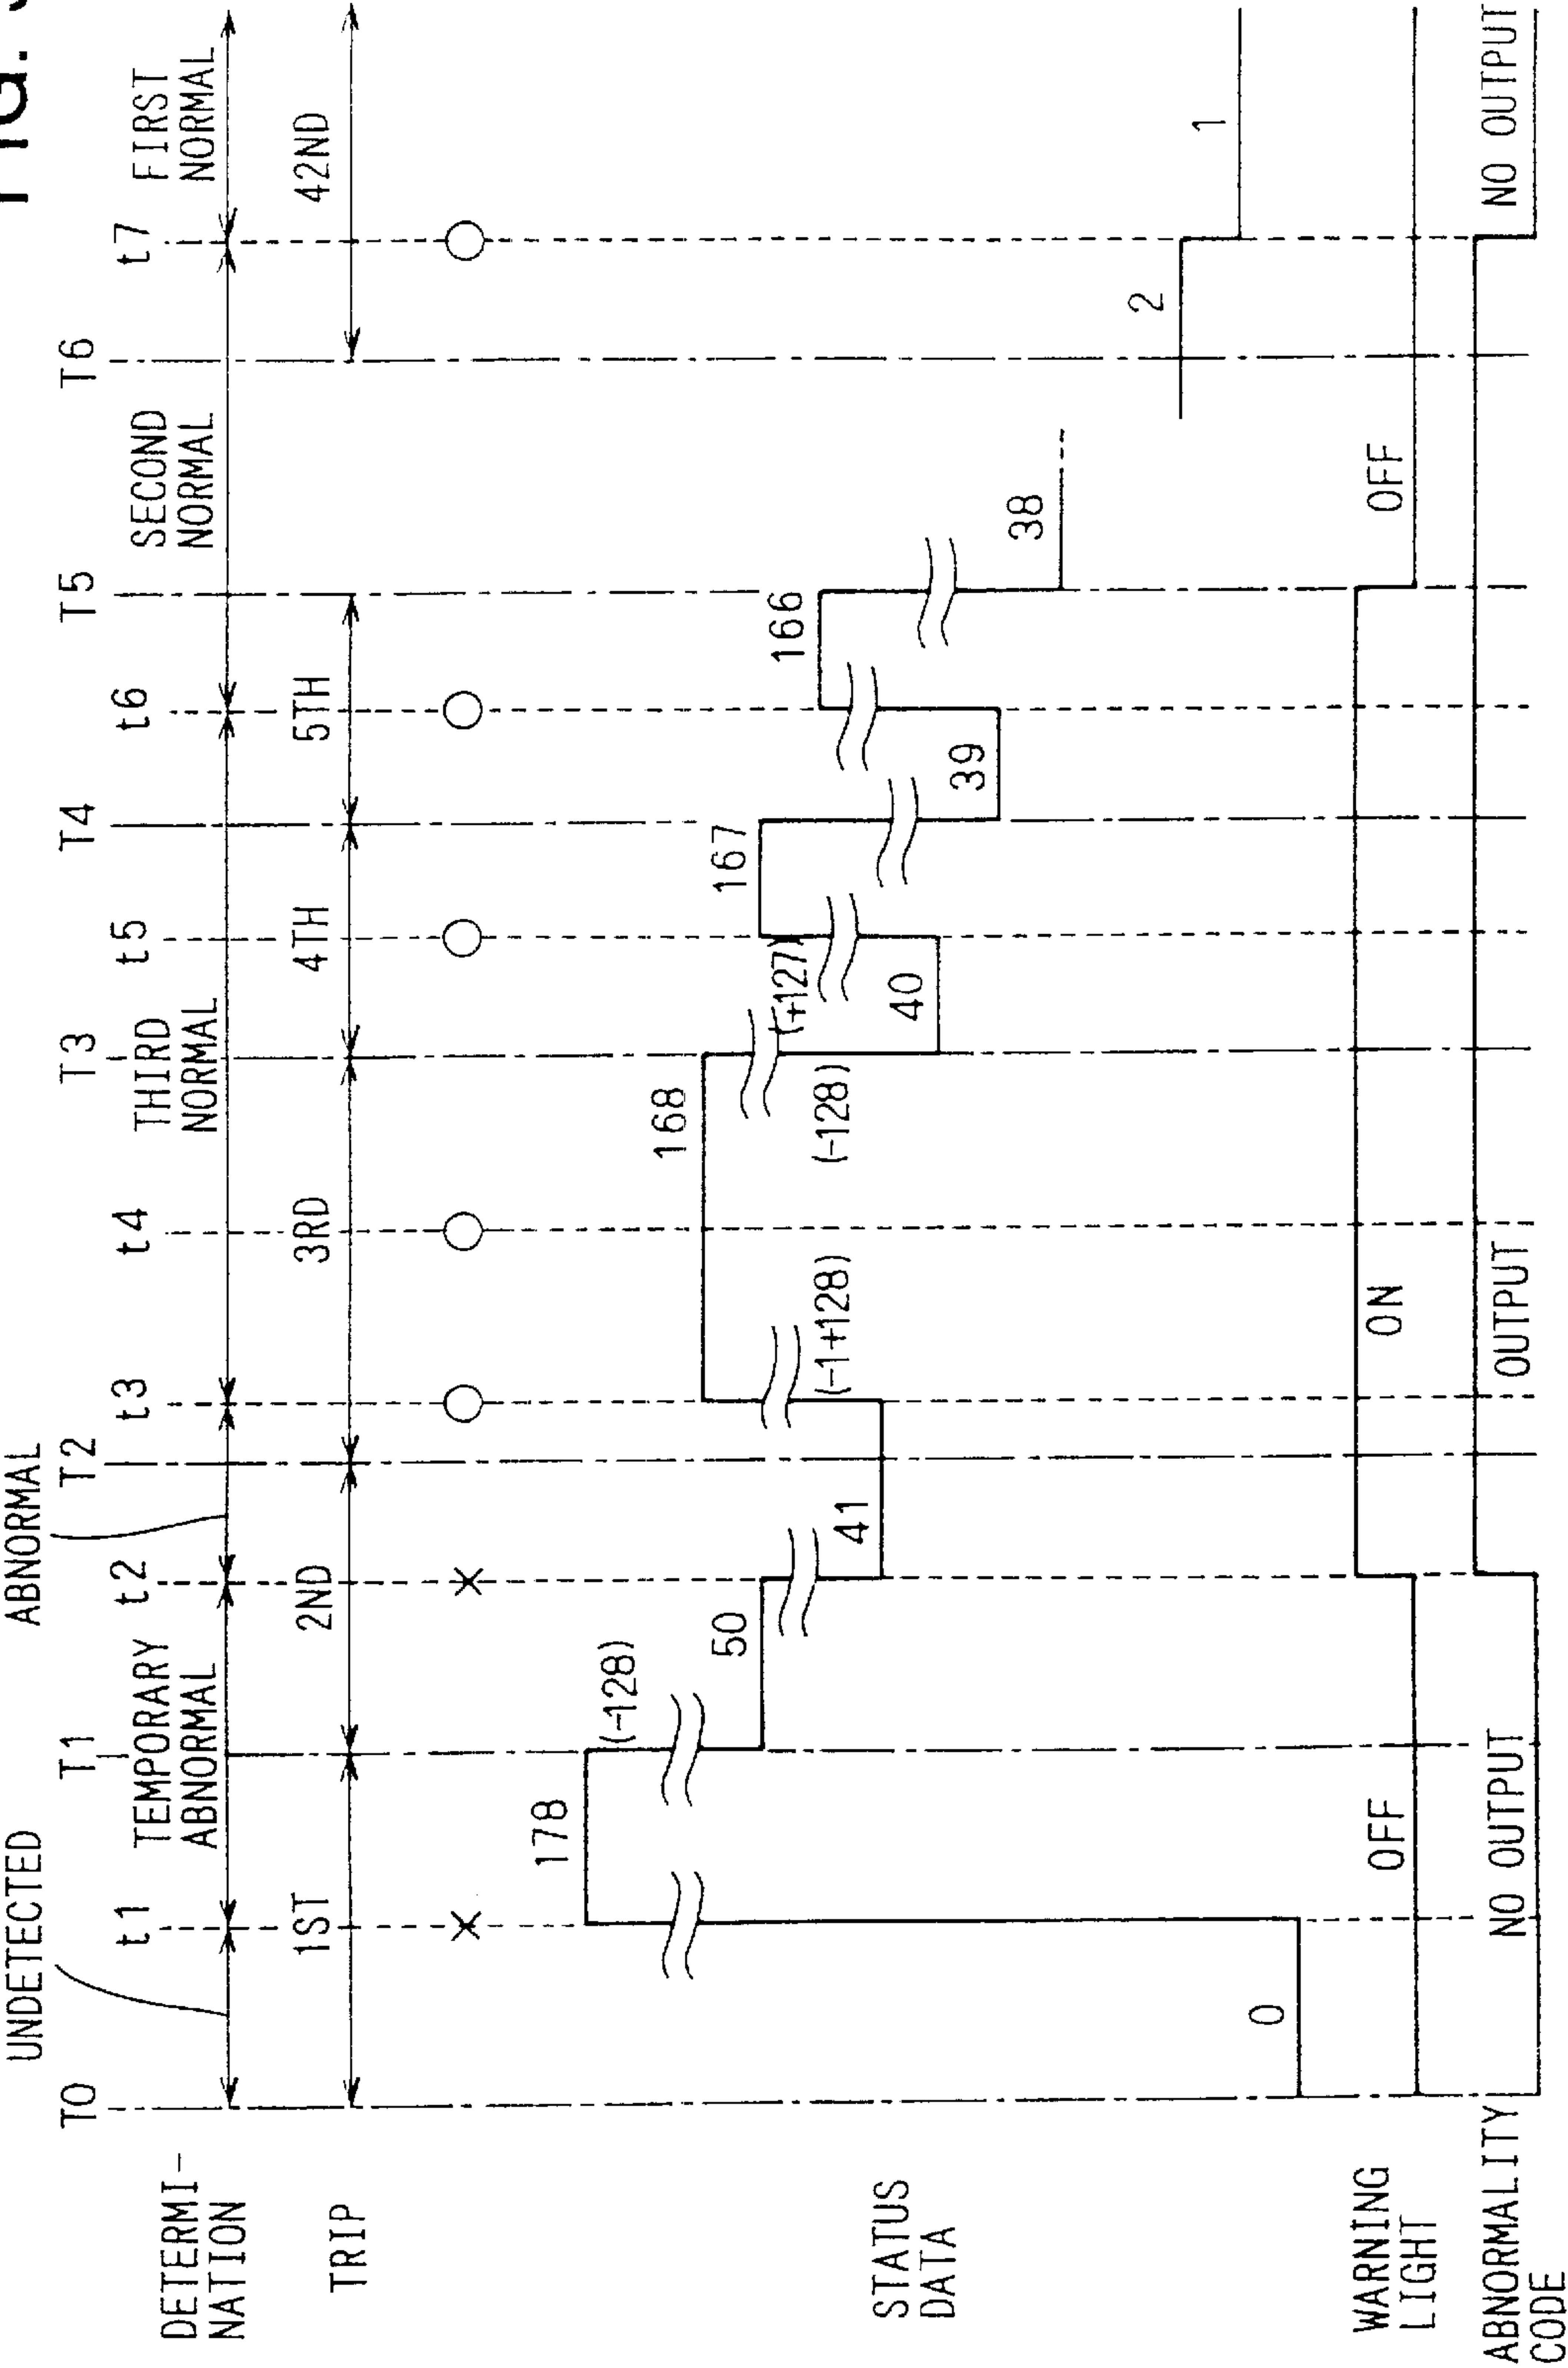 UNDETECTED
ABNORMAL
T0
t1
T1
t2
T2
t3
t4
T3
t5
T4
t6
T5
T6
t7
DETERMI-
NATION
TEMPORARY
ABNORMAL
THIRD
NORMAL
SECOND
NORMAL
FIRST
NORMAL
TRIP
1ST
2ND
3RD
4TH
5TH
42ND
STATUS
DATA
0
178
(-128)
50
41
(-1+128)
168
(-128)
40
(+127)
167
39
166
38
2
1
WARNING
LIGHT
OFF
ON
OFF
ABNORMALITY
CODE
NO OUTPUT
OUTPUT
NO OUTPUT